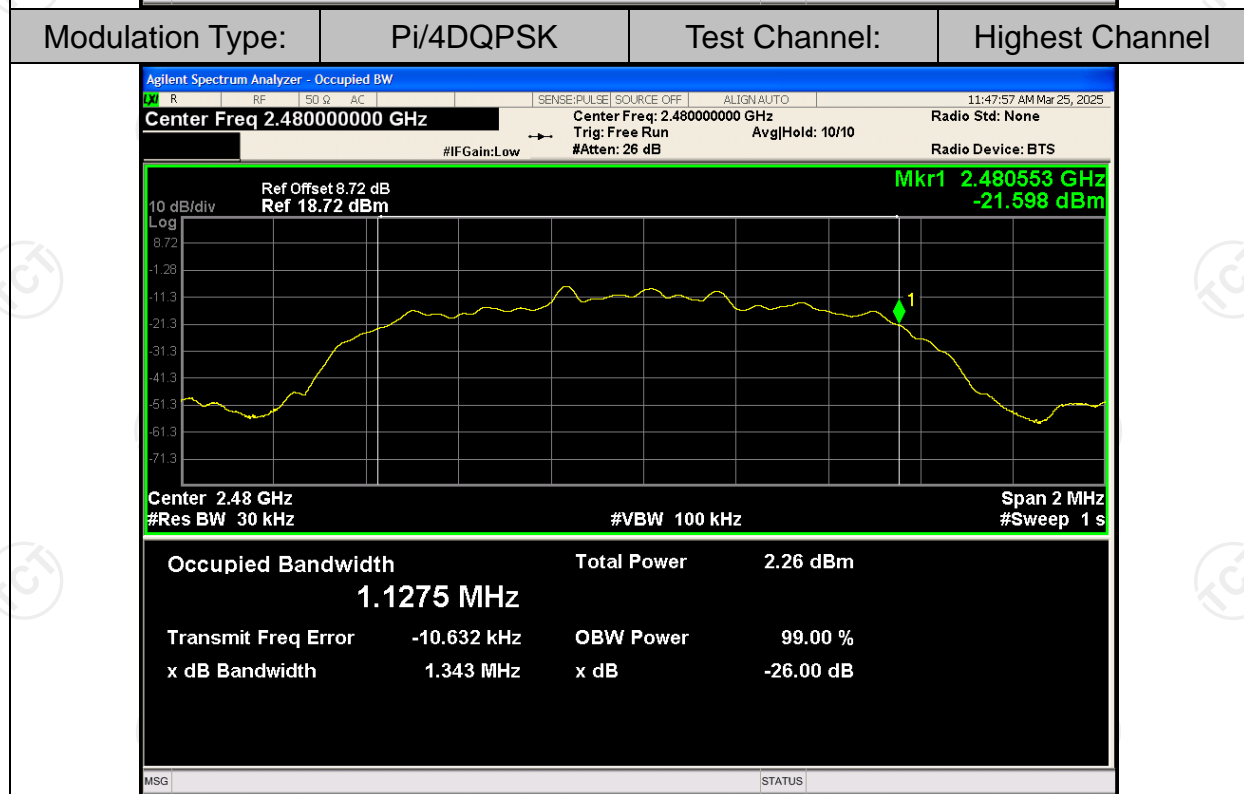 Modulation Type: Pi/4DQPSK Test Channel: Highest Channel
Agilent Spectrum Analyzer - Occupied BW
LXI R RF 50 Ω AC SENSE:PULSE SOURCE OFF ALIGN AUTO 11:47:57 AM Mar 25, 2025
Center Freq 2.480000000 GHz Center Freq: 2.480000000 GHz Radio Std: None
Trig: Free Run Avg|Hold: 10/10
#IFGain:Low #Atten: 26 dB Radio Device: BTS
Mkr1 2.480553 GHz
Ref Offset 8.72 dB
10 dB/div Ref 18.72 dBm -21.598 dBm
Log
8.72
-1.28
-11.3
1
-21.3
-31.3
-41.3
-51.3
-61.3
-71.3
Center 2.48 GHz Span 2 MHz
#Res BW 30 kHz #VBW 100 kHz #Sweep 1 s
Occupied Bandwidth Total Power 2.26 dBm
1.1275 MHz
Transmit Freq Error -10.632 kHz OBW Power 99.00 %
x dB Bandwidth 1.343 MHz x dB -26.00 dB
MSG STATUS
TCT
TCT
TCT
TCT